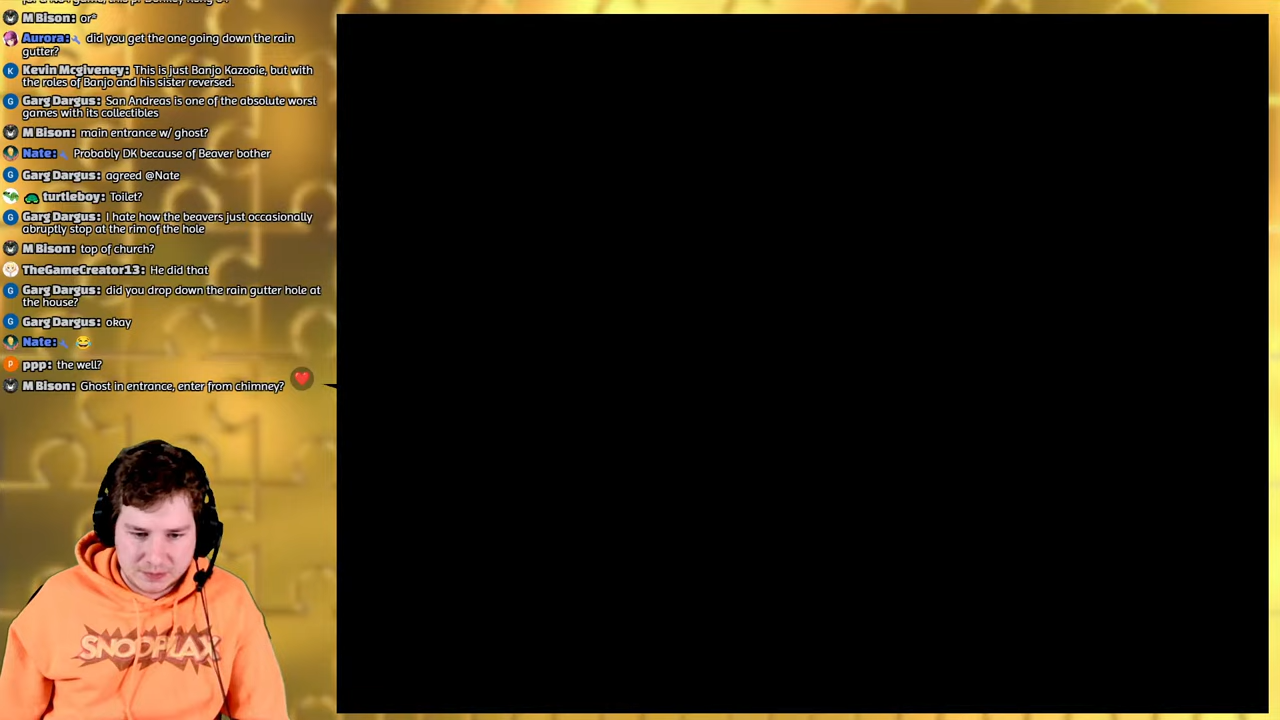 M Bison: or*
Aurora: did you get the one going down the rain
gutter?
Kevin Mcgiveney: This is just Banjo Kazooie, but with
the roles of Banjo and his sister reversed.
Garg Dargus: San Andreas is one of the absolute worst
games with its collectibles
M Bison: main entrance w/ ghost?
Nate: Probably DK because of Beaver bother
Garg Dargus: agreed @Nate
turtleboy: Toilet?
Garg Dargus: I hate how the beavers just occasionally
abruptly stop at the rim of the hole
M Bison: top of church?
TheGameCreator13: He did that
Garg Dargus: did you drop down the rain gutter hole at
the house?
Garg Dargus: okay
Nate: 😂
ppp: the well?
M Bison: Ghost in entrance, enter from chimney?
SNOOPLAX